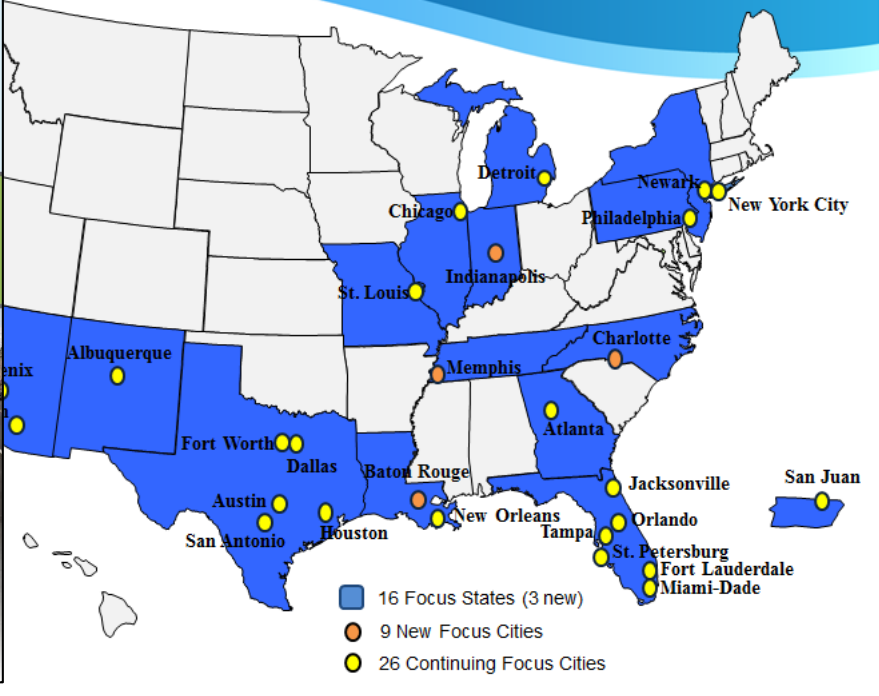 Detroit
Newark
Chicago
New York City
Philadelphia
Indianapolis
St. Louis
Charlotte
Albuquerque
enix
Memphis
Atlanta
Fort Worth
Dallas
Baton Rouge
San Juan
Jacksonville
Austin
New Orleans
Orlando
Houston
Tampa
San Antonio
St. Petersburg
Fort Lauderdale
Miami-Dade
16 Focus States (3 new)
9 New Focus Cities
26 Continuing Focus Cities